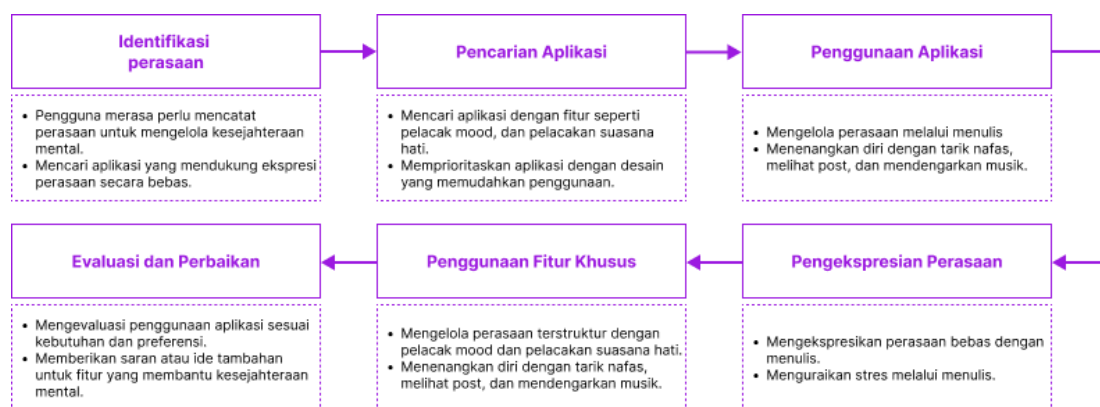 Identifikasi
perasaan
• Pengguna merasa perlu mencatat
perasaan untuk mengelola kesejahteraan
mental.
• Mencari aplikasi yang mendukung ekspresi
perasaan secara bebas.
Pencarian Aplikasi
• Mencari aplikasi dengan fitur seperti
pelacak mood, dan pelacakan suasana
hati.
• Memprioritaskan aplikasi dengan desain
yang memudahkan penggunaan.
Penggunaan Aplikasi
• Mengelola perasaan melalui menulis
• Menenangkan diri dengan tarik nafas,
melihat post, dan mendengarkan musik.
Pengekspresian Perasaan
• Mengekspresikan perasaan bebas dengan
menulis.
• Menguraikan stres melalui menulis.
Penggunaan Fitur Khusus
• Mengelola perasaan terstruktur dengan
pelacak mood dan pelacakan suasana hati.
• Menenangkan diri dengan tarik nafas,
melihat post, dan mendengarkan musik.
Evaluasi dan Perbaikan
• Mengevaluasi penggunaan aplikasi sesuai
kebutuhan dan preferensi.
• Memberikan saran atau ide tambahan
untuk fitur yang membantu kesejahteraan
mental.